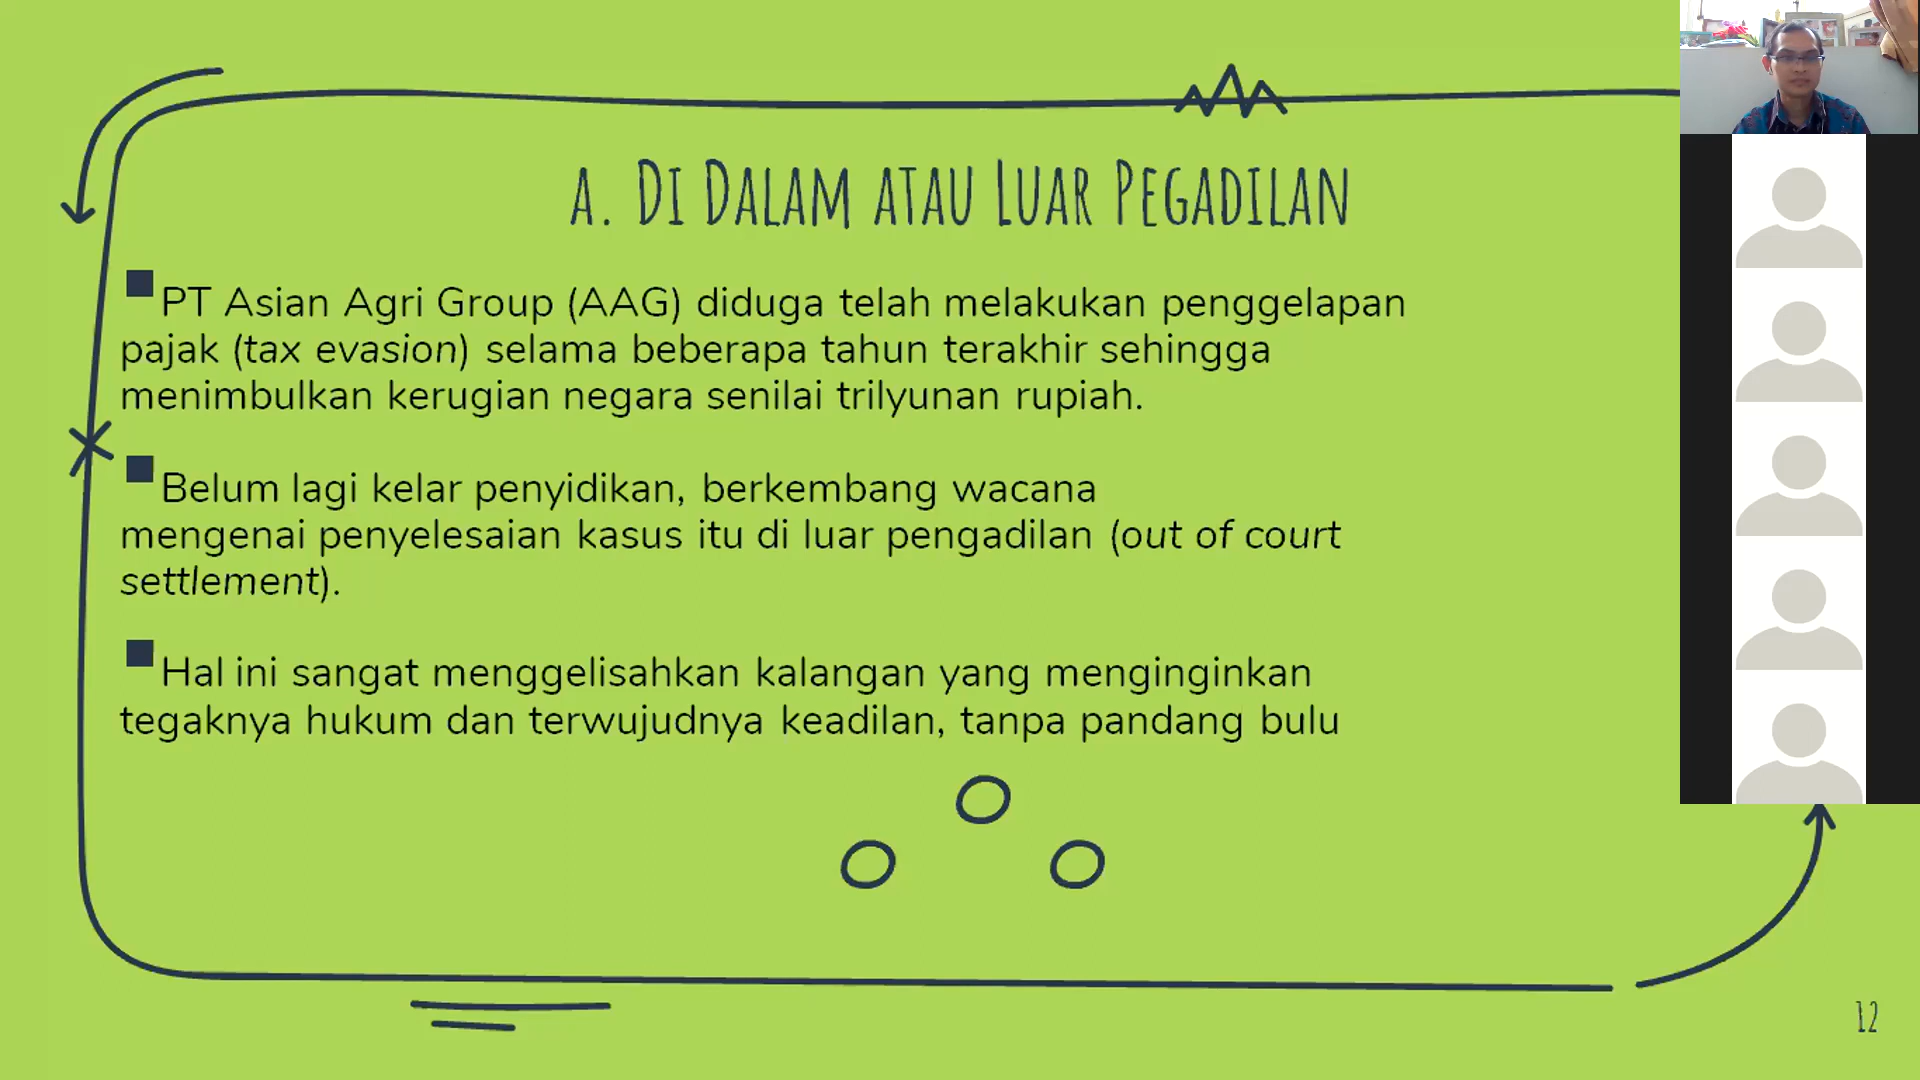 a. Di Dalam atau Luar Pegadilan
PT Asian Agri Group (AAG) diduga telah melakukan penggelapan
pajak (tax evasion) selama beberapa tahun terakhir sehingga
menimbulkan kerugian negara senilai trilyunan rupiah.
Belum lagi kelar penyidikan, berkembang wacana
mengenai penyelesaian kasus itu di luar pengadilan (out of court
settlement).
Hal ini sangat menggelisahkan kalangan yang menginginkan
tegaknya hukum dan terwujudnya keadilan, tanpa pandang bulu
12